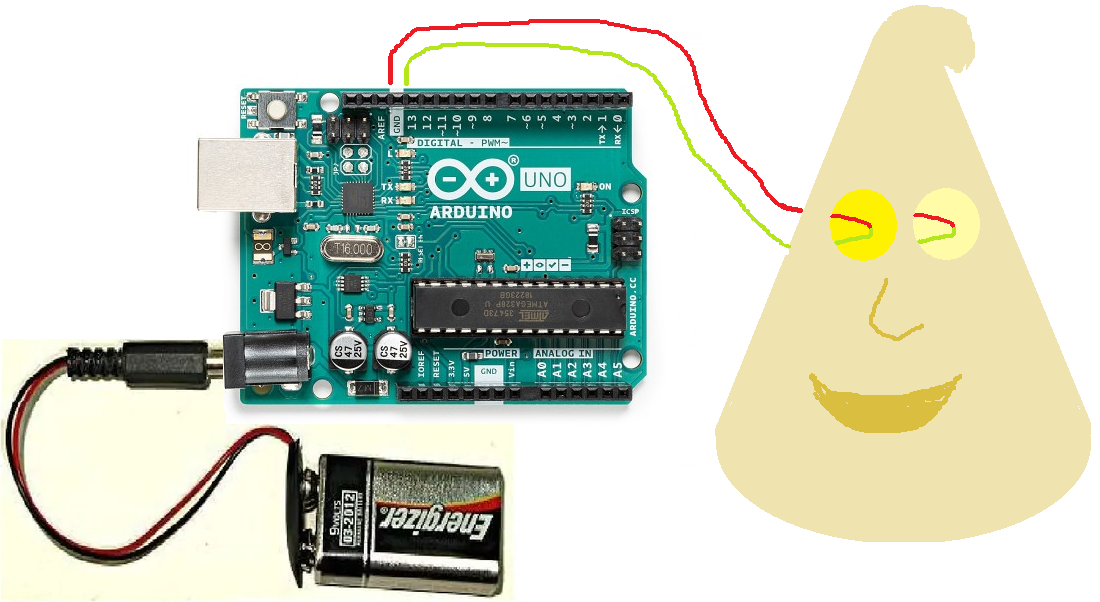 RESET
AREF
GND
13
12
~11
~10
~9
8
7
~6
~5
4
~3
2
TX→1
RX←0
DIGITAL - PWM~
L
TX
RX
®
UNO
ARDUINO
ON
ICSP
T16.000
ATMEL
ATMEGA328P U
ARDUINO.CC
CS
47
25V
CS
47
25V
IOREF
RESET
3.3V
5V
GND
Vin
POWER
ANALOG IN
A0
A1
A2
A3
A4
A5
9 VOLTS
03-2012
Energizer®